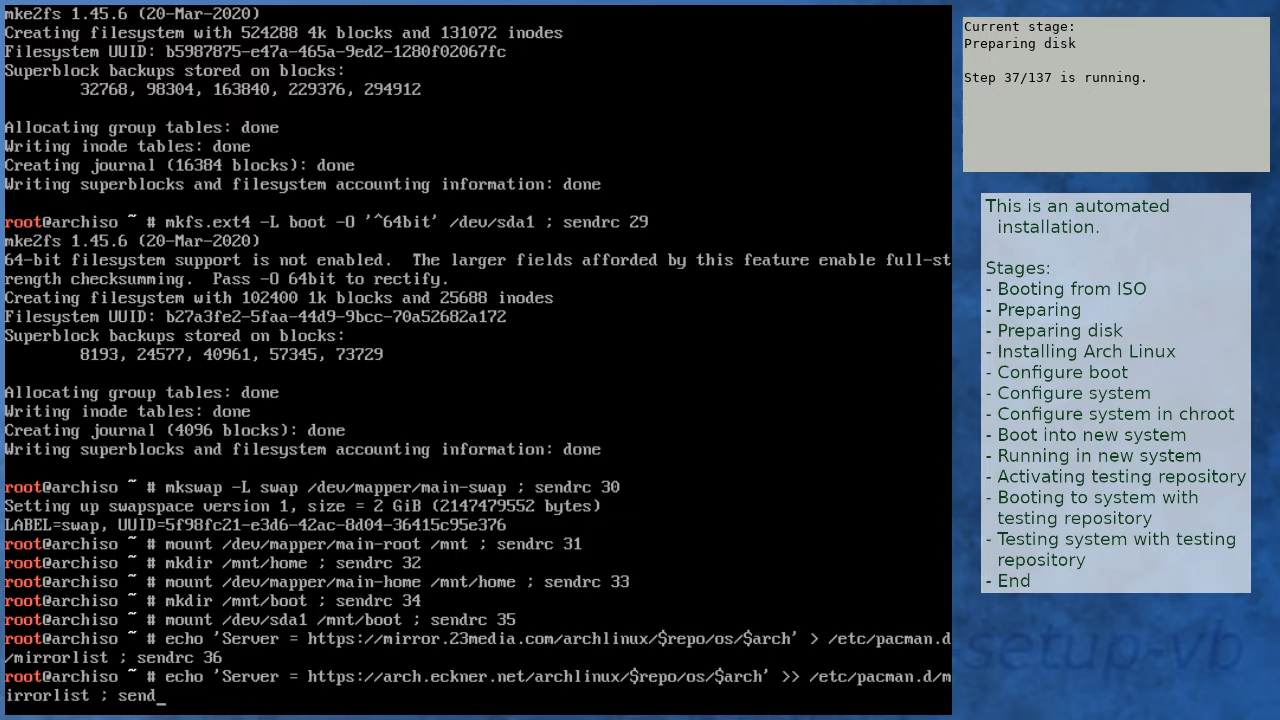 mke2fs 1.45.6 (20-Mar-2020)
Creating filesystem with 524288 4k blocks and 131072 inodes
Filesystem UUID: b5987875-e47a-465a-9ed2-1280f02067fc
Superblock backups stored on blocks:
        32768, 98304, 163840, 229376, 294912

Allocating group tables: done
Writing inode tables: done
Creating journal (16384 blocks): done
Writing superblocks and filesystem accounting information: done

root@archiso ~ # mkfs.ext4 -L boot -O '^64bit' /dev/sda1 ; sendrc 29
mke2fs 1.45.6 (20-Mar-2020)
64-bit filesystem support is not enabled.  The larger fields afforded by this feature enable full-st
rength checksumming.  Pass -O 64bit to rectify.
Creating filesystem with 102400 1k blocks and 25688 inodes
Filesystem UUID: b27a3fe2-5faa-44d9-9bcc-70a52682a172
Superblock backups stored on blocks:
        8193, 24577, 40961, 57345, 73729

Allocating group tables: done
Writing inode tables: done
Creating journal (4096 blocks): done
Writing superblocks and filesystem accounting information: done

root@archiso ~ # mkswap -L swap /dev/mapper/main-swap ; sendrc 30
Setting up swapspace version 1, size = 2 GiB (2147479552 bytes)
LABEL=swap, UUID=5f98fc21-e3d6-42ac-8d04-36415c95e376
root@archiso ~ # mount /dev/mapper/main-root /mnt ; sendrc 31
root@archiso ~ # mkdir /mnt/home ; sendrc 32
root@archiso ~ # mount /dev/mapper/main-home /mnt/home ; sendrc 33
root@archiso ~ # mkdir /mnt/boot ; sendrc 34
root@archiso ~ # mount /dev/sda1 /mnt/boot ; sendrc 35
root@archiso ~ # echo 'Server = https://mirror.23media.com/archlinux/$repo/os/$arch' > /etc/pacman.d
/mirrorlist ; sendrc 36
root@archiso ~ # echo 'Server = https://arch.eckner.net/archlinux/$repo/os/$arch' >> /etc/pacman.d/m
irrorlist ; send_
Current stage:
Preparing disk

Step 37/137 is running.
This is an automated
installation.

Stages:
- Booting from ISO
- Preparing
- Preparing disk
- Installing Arch Linux
- Configure boot
- Configure system
- Configure system in chroot
- Boot into new system
- Running in new system
- Activating testing repository
- Booting to system with
testing repository
- Testing system with testing
repository
- End
setup-vb